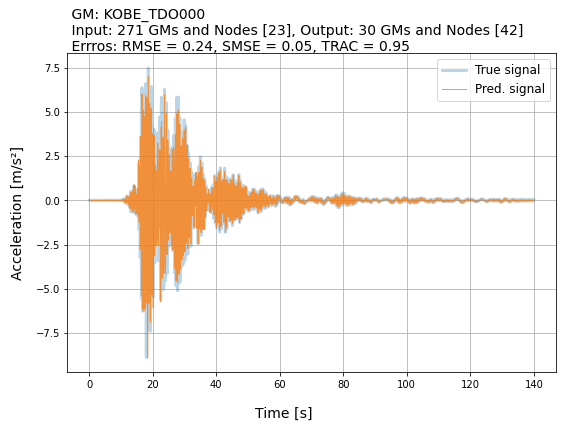 GM: KOBE_TDO000
Input: 271 GMs and Nodes [23], Output: 30 GMs and Nodes [42]
Errros: RMSE = 0.24, SMSE = 0.05, TRAC = 0.95
True signal
Pred. signal
7.5
5.0
2.5
0.0
−2.5
−5.0
−7.5
Acceleration [m/s²]
0 20 40 60 80 100 120 140
Time [s]